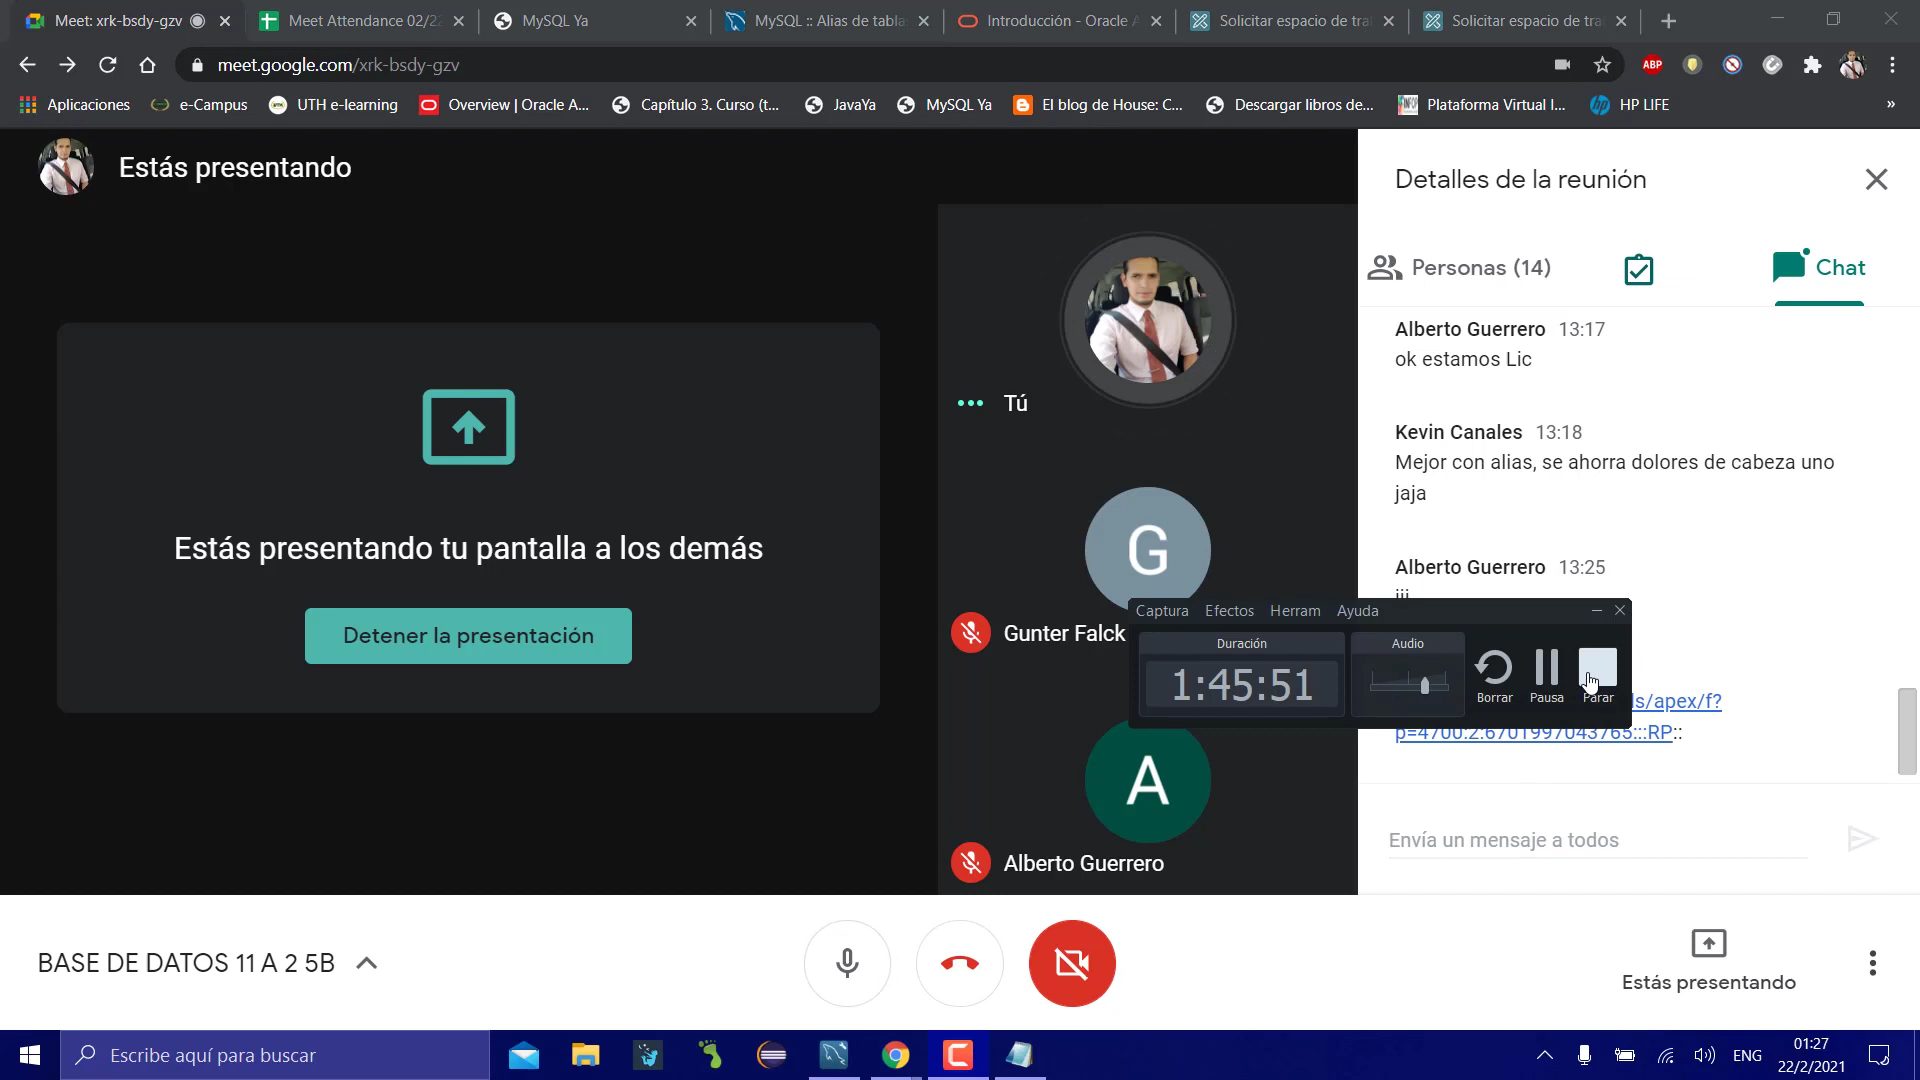 Meet: xrk-bsdy-gzv
Meet Attendance 02/22
MySQL Ya
MySQL :: Alias de tablas
Introducción - Oracle A
Solicitar espacio de tra
Solicitar espacio de tra
meet.google.com/xrk-bsdy-gzv
ABP
Aplicaciones
e-Campus
UTH e-learning
Overview | Oracle A...
Capítulo 3. Curso (t...
JavaYa
MySQL Ya
El blog de House: C...
Descargar libros de...
Plataforma Virtual I...
HP LIFE
»
Estás presentando
Estás presentando tu pantalla a los demás
Detener la presentación
Tú
G
Gunter Falck
A
Alberto Guerrero
Detalles de la reunión
Personas (14)
Chat
Alberto Guerrero 13:17
ok estamos Lic
Kevin Canales 13:18
Mejor con alias, se ahorra dolores de cabeza uno
jaja
Alberto Guerrero 13:25
Captura Efectos Herram Ayuda
Duración
1:45:51
Audio
Borrar
Pausa
Parar
ls/apex/f?
p=4700:2:6701997043765:::RP::
Envía un mensaje a todos
BASE DE DATOS 11 A 2 5B
Estás presentando
Escribe aquí para buscar
ENG
01:27
22/2/2021